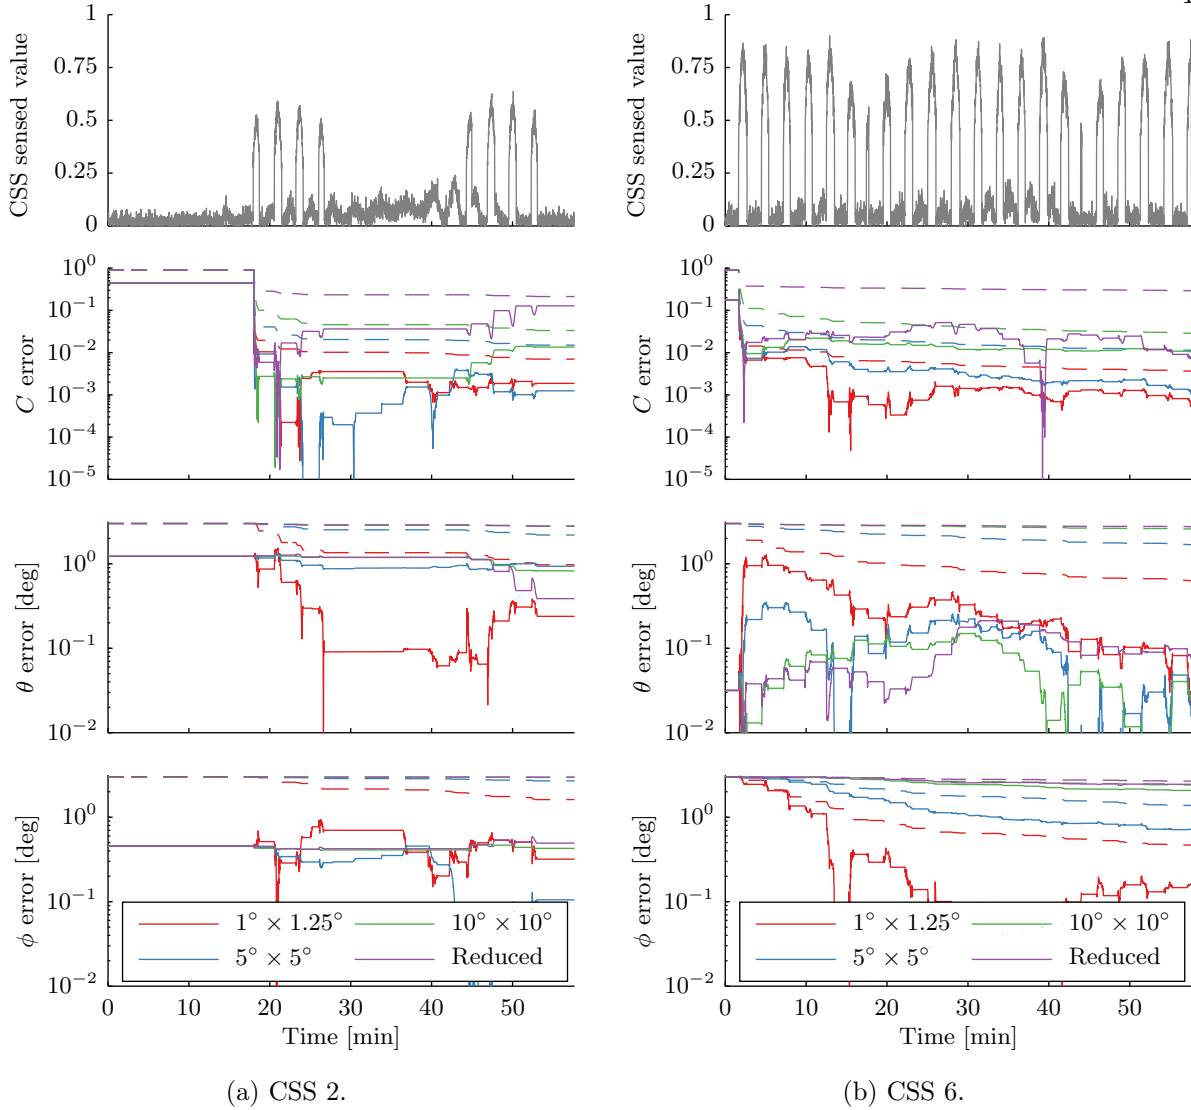 1
0.75
0.5
0.25
0
CSS sensed value
10^0
10^-1
10^-2
10^-3
10^-4
10^-5
C error
10^0
10^-1
10^-2
θ error [deg]
10^0
10^-1
10^-2
ϕ error [deg]
1° × 1.25°
5° × 5°
10° × 10°
Reduced
0 10 20 30 40 50
Time [min]
(a) CSS 2.
1
0.75
0.5
0.25
0
CSS sensed value
10^0
10^-1
10^-2
10^-3
10^-4
10^-5
C error
10^0
10^-1
10^-2
θ error [deg]
10^0
10^-1
10^-2
ϕ error [deg]
1° × 1.25°
5° × 5°
10° × 10°
Reduced
0 10 20 30 40 50
Time [min]
(b) CSS 6.